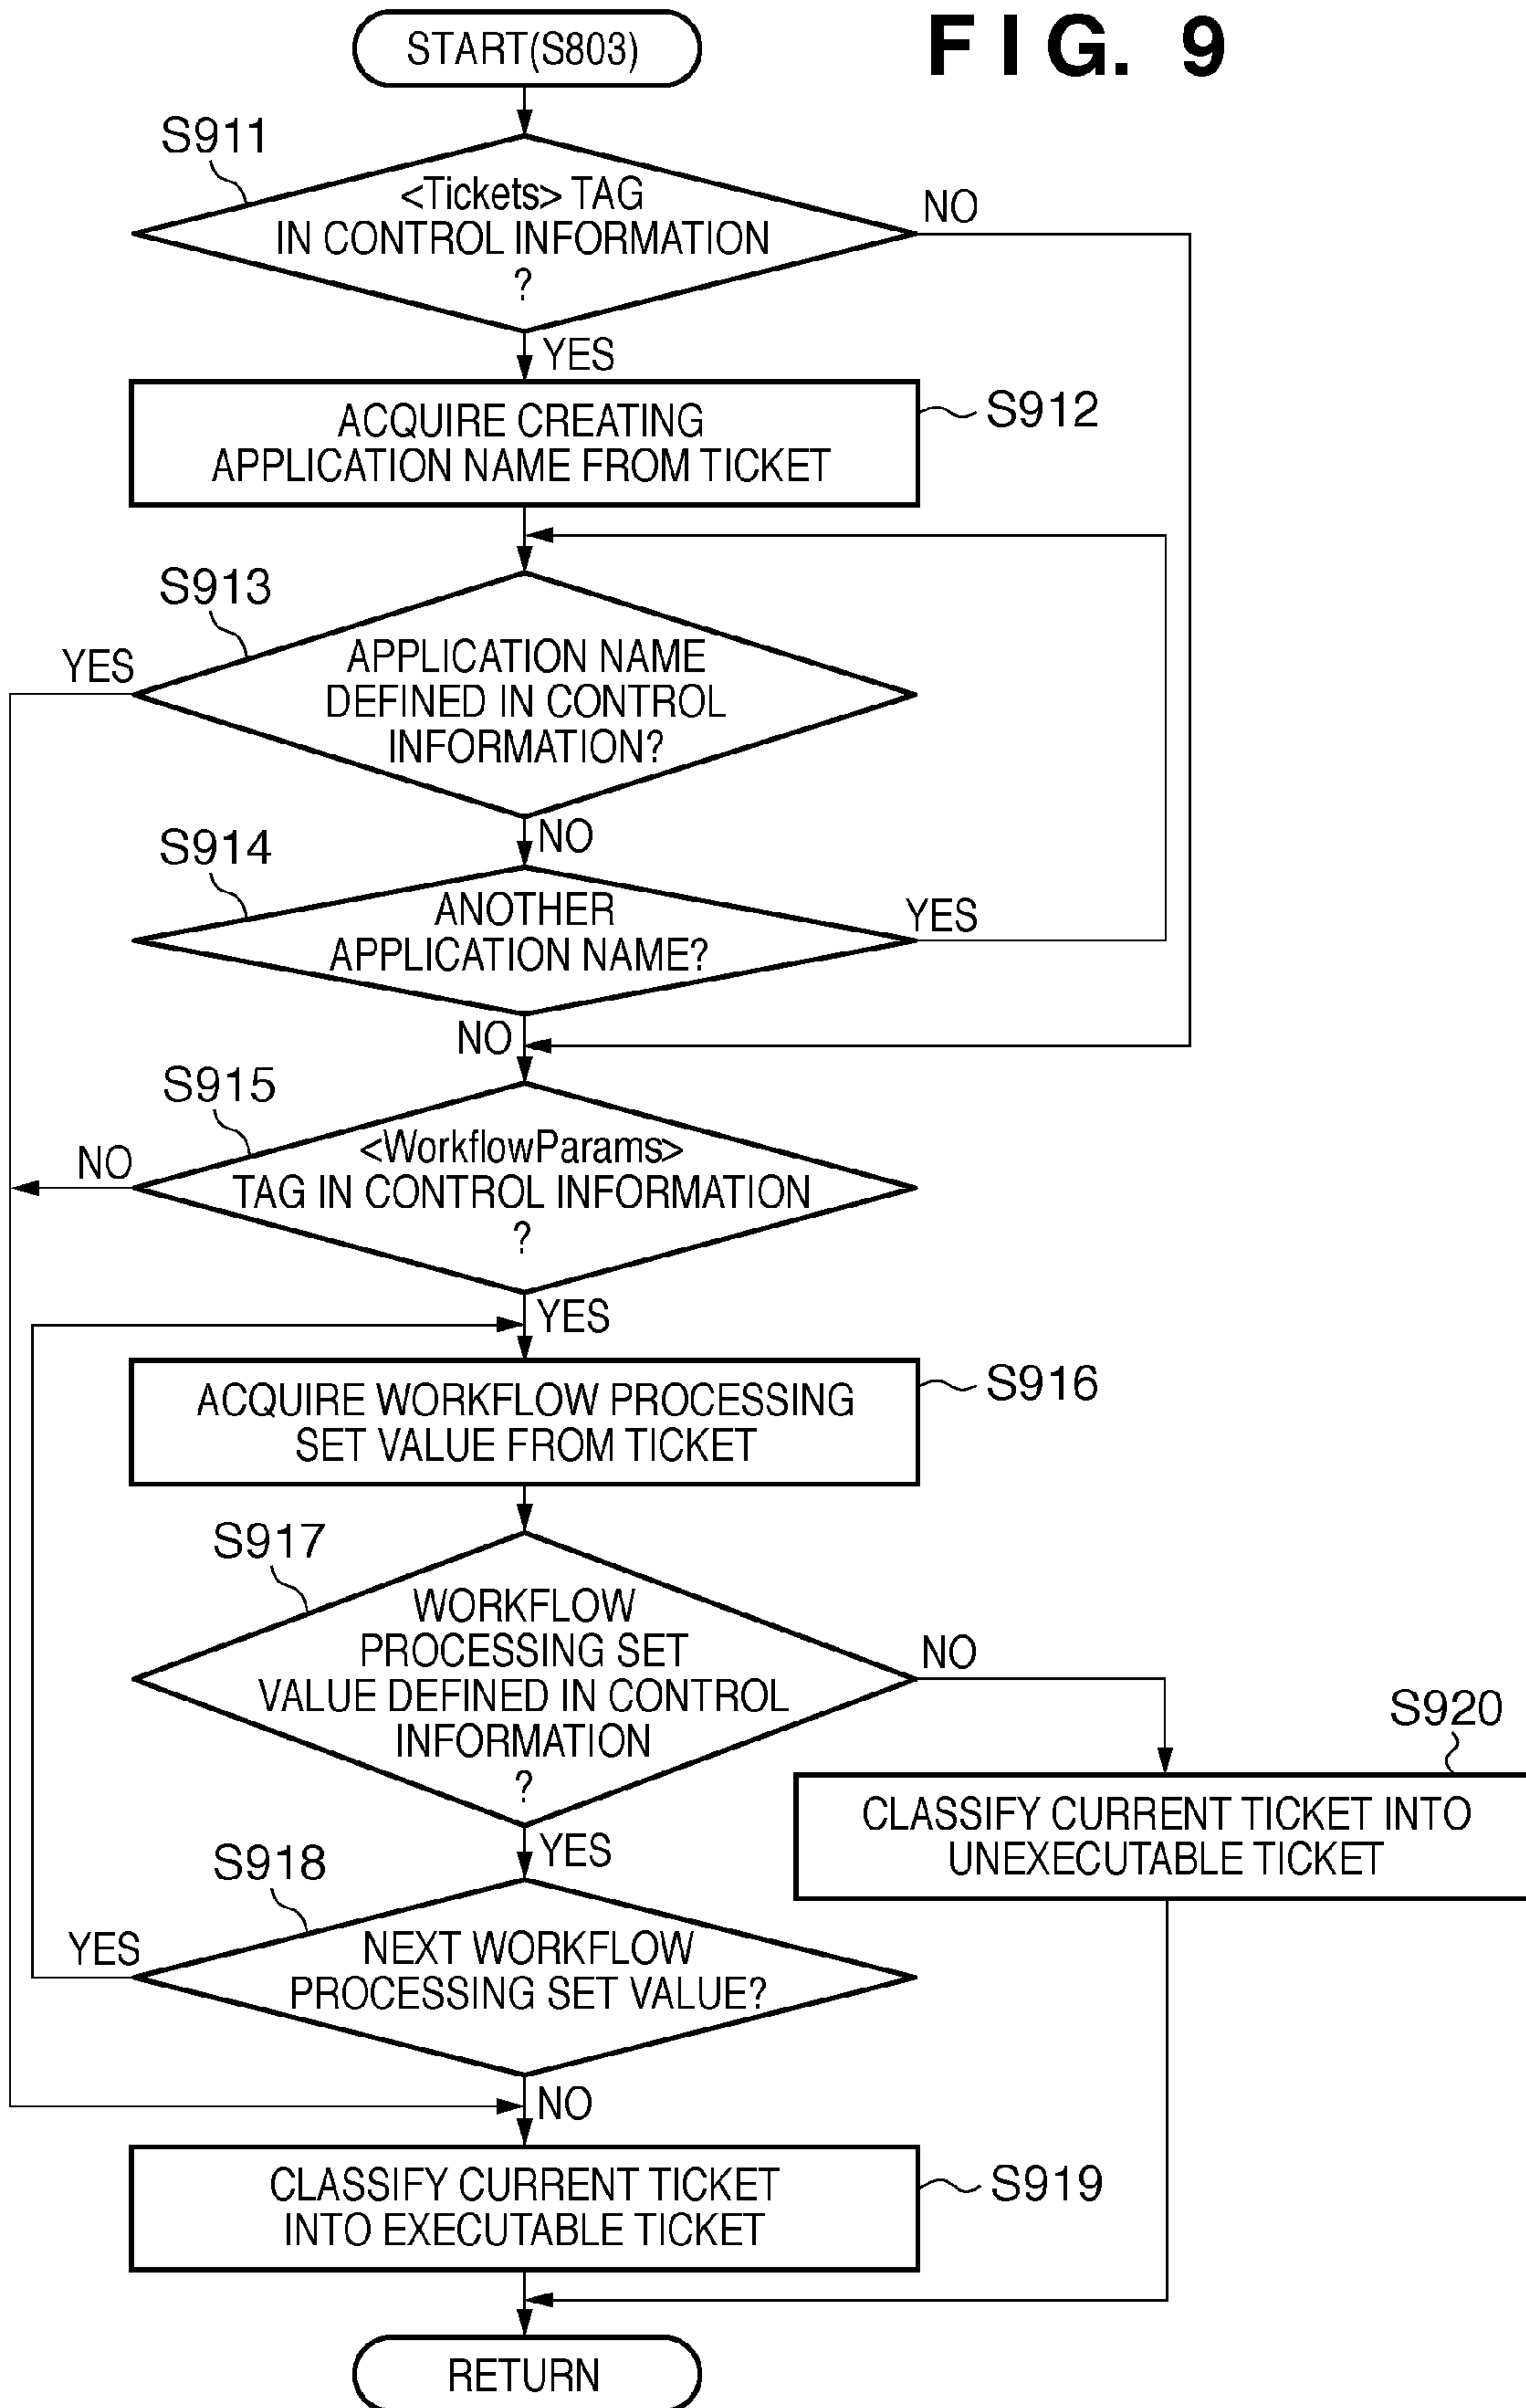 START(S803)
FIG. 9
S911
<Tickets> TAG
IN CONTROL INFORMATION
?
NO
YES
ACQUIRE CREATING
APPLICATION NAME FROM TICKET
S912
S913
YES
APPLICATION NAME
DEFINED IN CONTROL
INFORMATION?
NO
S914
ANOTHER
APPLICATION NAME?
YES
NO
S915
<WorkflowParams>
TAG IN CONTROL INFORMATION
?
NO
YES
ACQUIRE WORKFLOW PROCESSING
SET VALUE FROM TICKET
S916
S917
WORKFLOW
PROCESSING SET
VALUE DEFINED IN CONTROL
INFORMATION
?
NO
S920
CLASSIFY CURRENT TICKET INTO
UNEXECUTABLE TICKET
YES
S918
YES
NEXT WORKFLOW
PROCESSING SET VALUE?
NO
CLASSIFY CURRENT TICKET
INTO EXECUTABLE TICKET
S919
RETURN